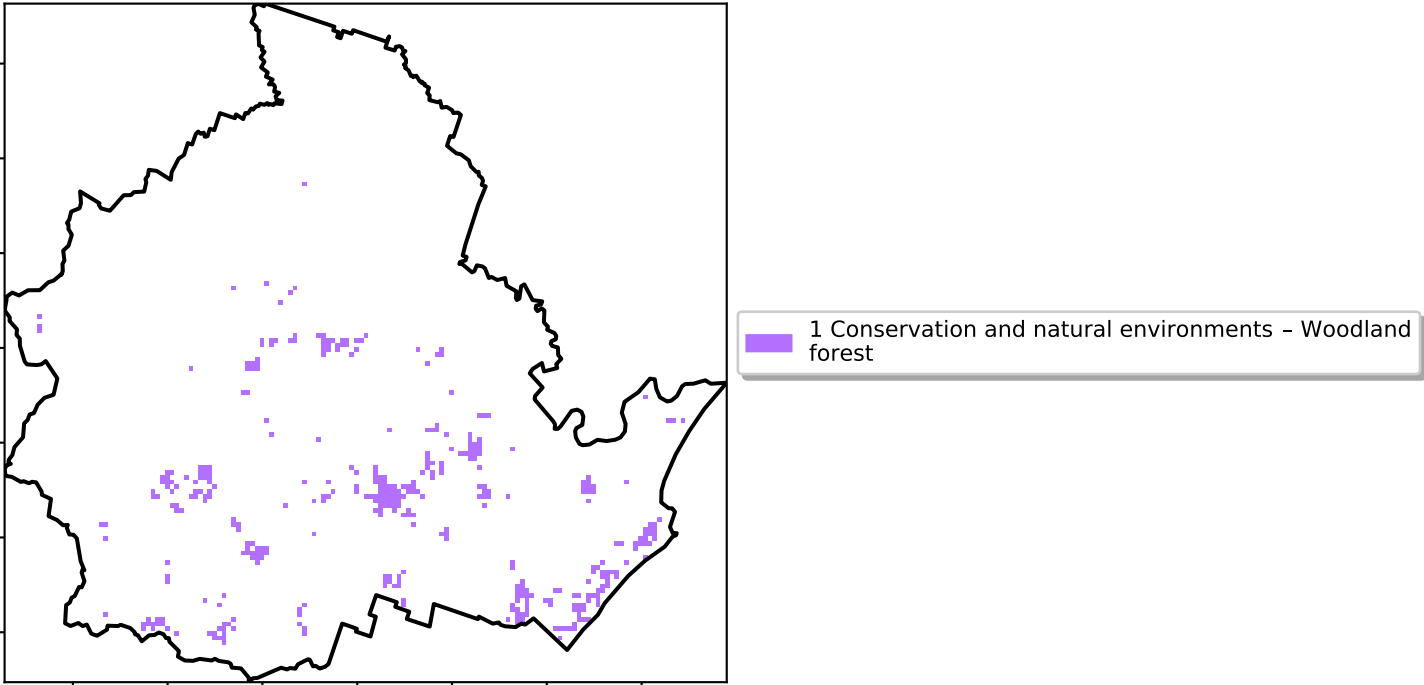 1 Conservation and natural environments – Woodland
forest